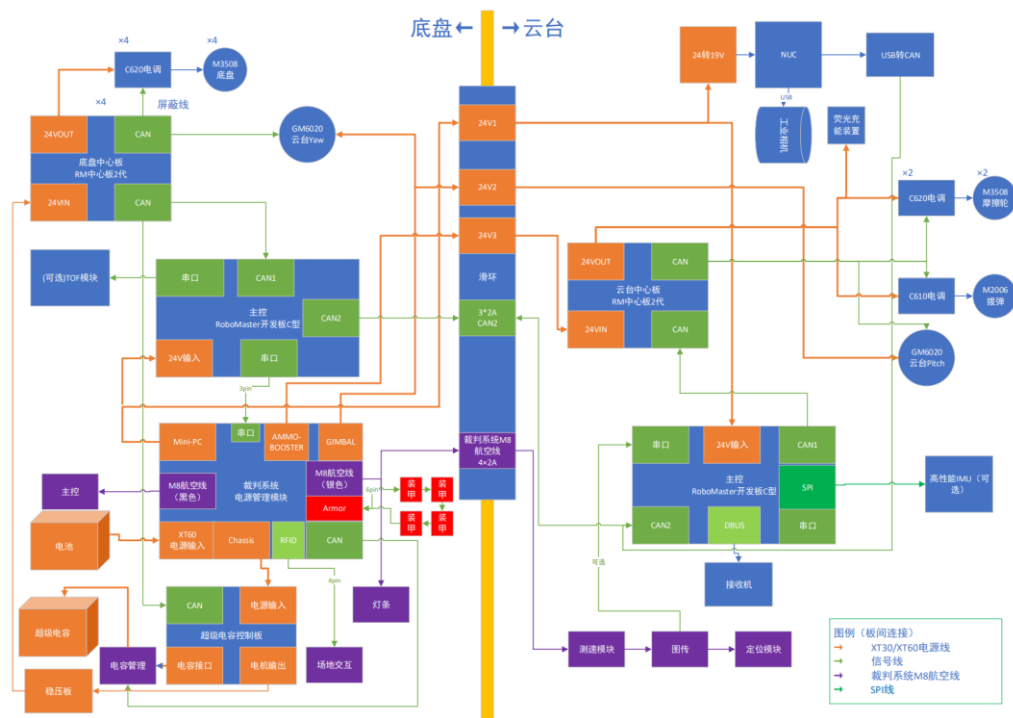 底盘← →云台
×4
×4
C620电调
M3508
底盘
24转19V
NUC
USB转CAN
×4
屏蔽线
USB
工业相机
荧光充
能装置
24VOUT
CAN
底盘中心板
RM中心板2代
24VIN
CAN
GM6020
云台Yaw
24V1
24V2
24V3
滑环
3*2A
CAN2
裁判系统M8
航空线
4×2A
×2
C620电调
×2
M3508
摩擦轮
C610电调
M2006
拨弹
GM6020
云台Pitch
24VOUT
CAN
云台中心板
RM中心板2代
24VIN
CAN
(可选)TOF模块
串口
CAN1
主控
RoboMaster开发板C型
CAN2
24V输入
串口
3pin
Mini-PC
串口
AMMO-
BOOSTER
GIMBAL
M8航空线
(黑色)
裁判系统
电源管理模块
M8航空线
(银色)
Armor
XT60
电源输入
Chassis
RFID
CAN
6pin
装
甲
装
甲
装
甲
装
甲
主控
电池
4pin
串口
24V输入
CAN1
主控
RoboMaster开发板C型
SPI
CAN2
DBUS
串口
高性能IMU（可
选）
接收机
可选
CAN
电源输入
超级电容控制板
电容接口
电机输出
超级电容
电容管理
稳压板
灯条
场地交互
测速模块
图传
定位模块
图例（板间连接）
XT30/XT60电源线
信号线
裁判系统M8航空线
SPI线